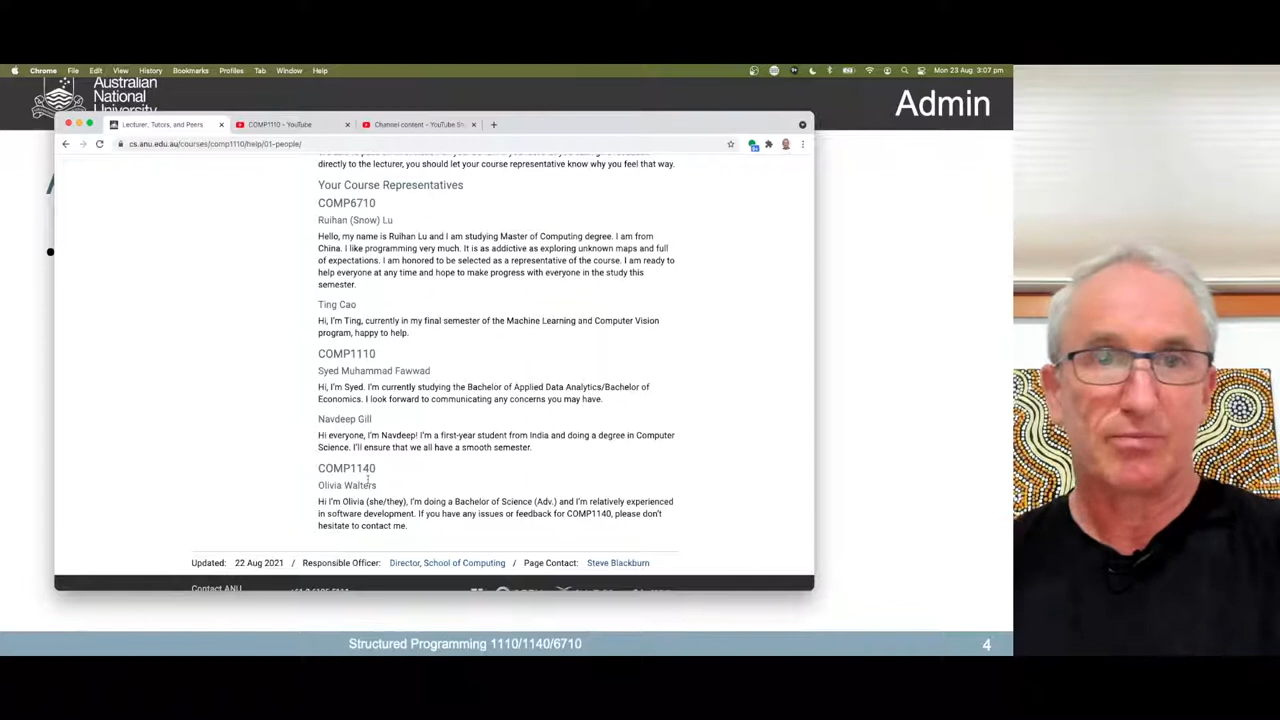 Chrome File Edit View History Bookmarks Profiles Tab Window Help
Mon 23 Aug 3:07 pm
Australian
National
University
Admin
Lecturer, Tutors, and Peers
COMP1110 - YouTube
Channel content - YouTube
cs.anu.edu.au/courses/comp1110/help/01-people/
directly to the lecturer, you should let your course representative know why you feel that way.
Your Course Representatives
COMP6710
Ruihan (Snow) Lu
Hello, my name is Ruihan Lu and I am studying Master of Computing degree. I am from
China. I like programming very much. It is as addictive as exploring unknown maps and full
of expectations. I am honored to be selected as a representative of the course. I am ready to
help everyone at any time and hope to make progress with everyone in the study this
semester.
Ting Cao
Hi, I'm Ting, currently in my final semester of the Machine Learning and Computer Vision
program, happy to help.
COMP1110
Syed Muhammad Fawwad
Hi, I'm Syed. I'm currently studying the Bachelor of Applied Data Analytics/Bachelor of
Economics. I look forward to communicating any concerns you may have.
Navdeep Gill
Hi everyone, I'm Navdeep! I'm a first-year student from India and doing a degree in Computer
Science. I'll ensure that we all have a smooth semester.
COMP1140
Olivia Walters
Hi I'm Olivia (she/they), I'm doing a Bachelor of Science (Adv.) and I'm relatively experienced
in software development. If you have any issues or feedback for COMP1140, please don't
hesitate to contact me.
Updated: 22 Aug 2021 / Responsible Officer: Director, School of Computing / Page Contact: Steve Blackburn
Contact ANU
Structured Programming 1110/1140/6710
4